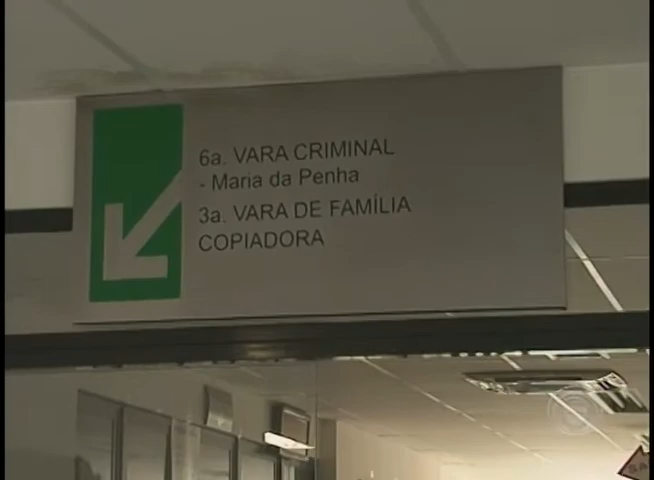 6a. VARA CRIMINAL
- Maria da Penha
3a. VARA DE FAMÍLIA
COPIADORA